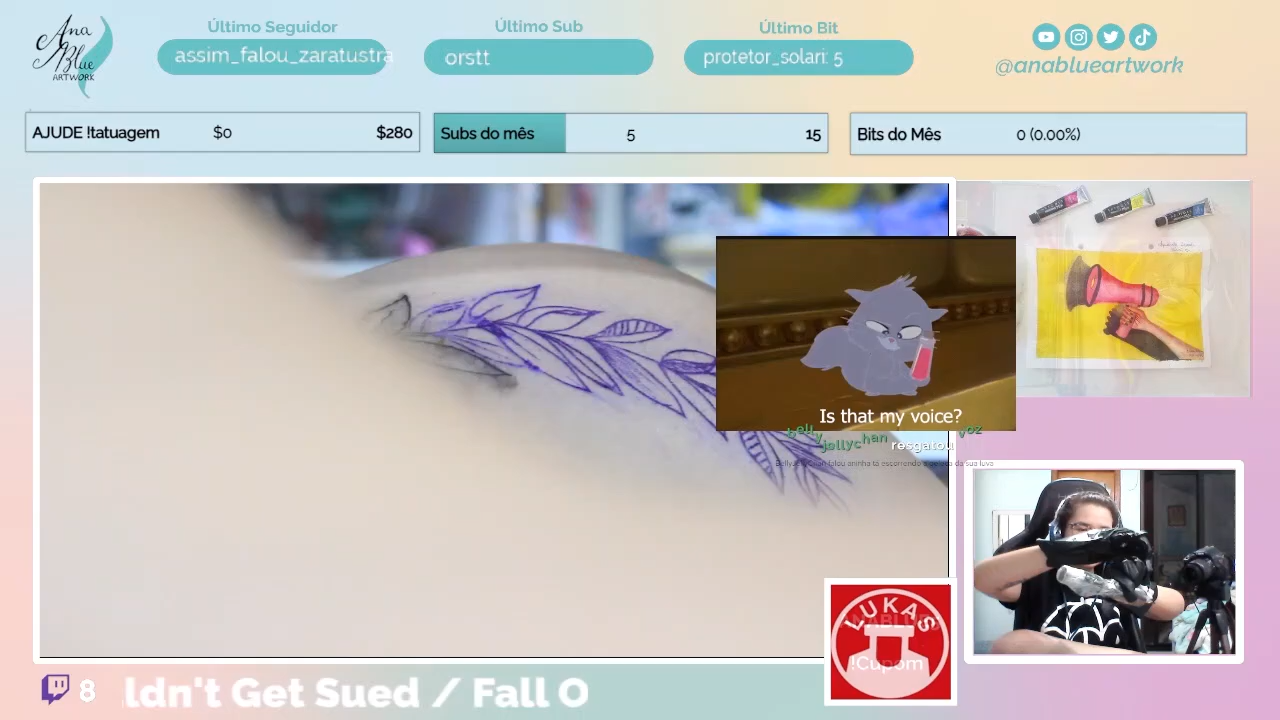 Ana
Blue
ARTWORK
Último Seguidor
assim_falou_zaratustra
Último Sub
orstt
Último Bit
protetor_solari: 5
@anablueartwork
AJUDE !tatuagem $0 $280
Subs do mês 5 15
Bits do Mês 0 (0.00%)
Is that my voice?
bellyjellychan resgatou voz
LUKAS
!Cupom
8 ldn't Get Sued / Fall O